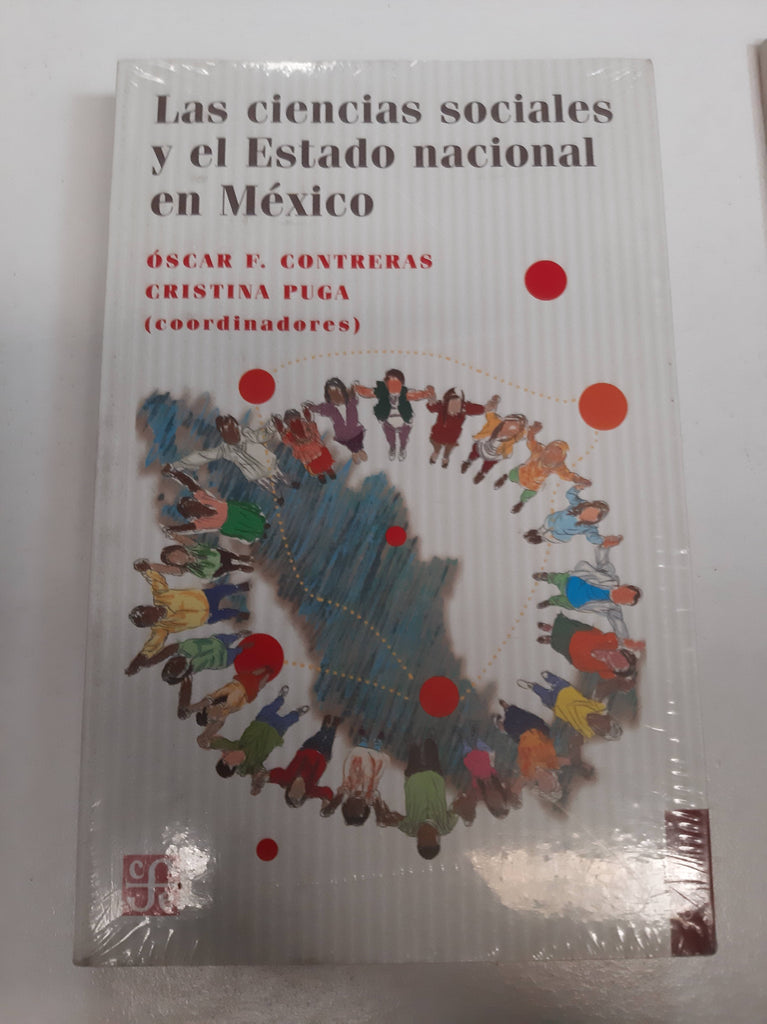 Las ciencias sociales
y el Estado nacional
en México
ÓSCAR F. CONTRERAS
CRISTINA PUGA
(coordinadores)